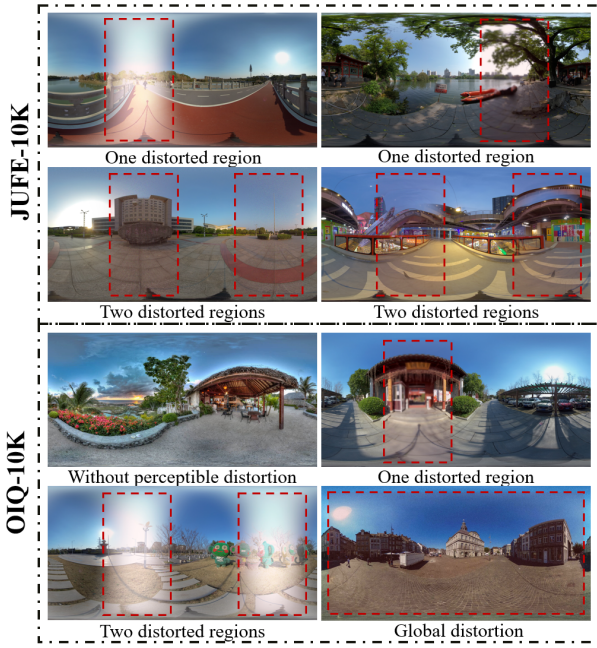 JUFE-10K
One distorted region
One distorted region
Two distorted regions
Two distorted regions
OIQ-10K
Without perceptible distortion
One distorted region
Two distorted regions
Global distortion